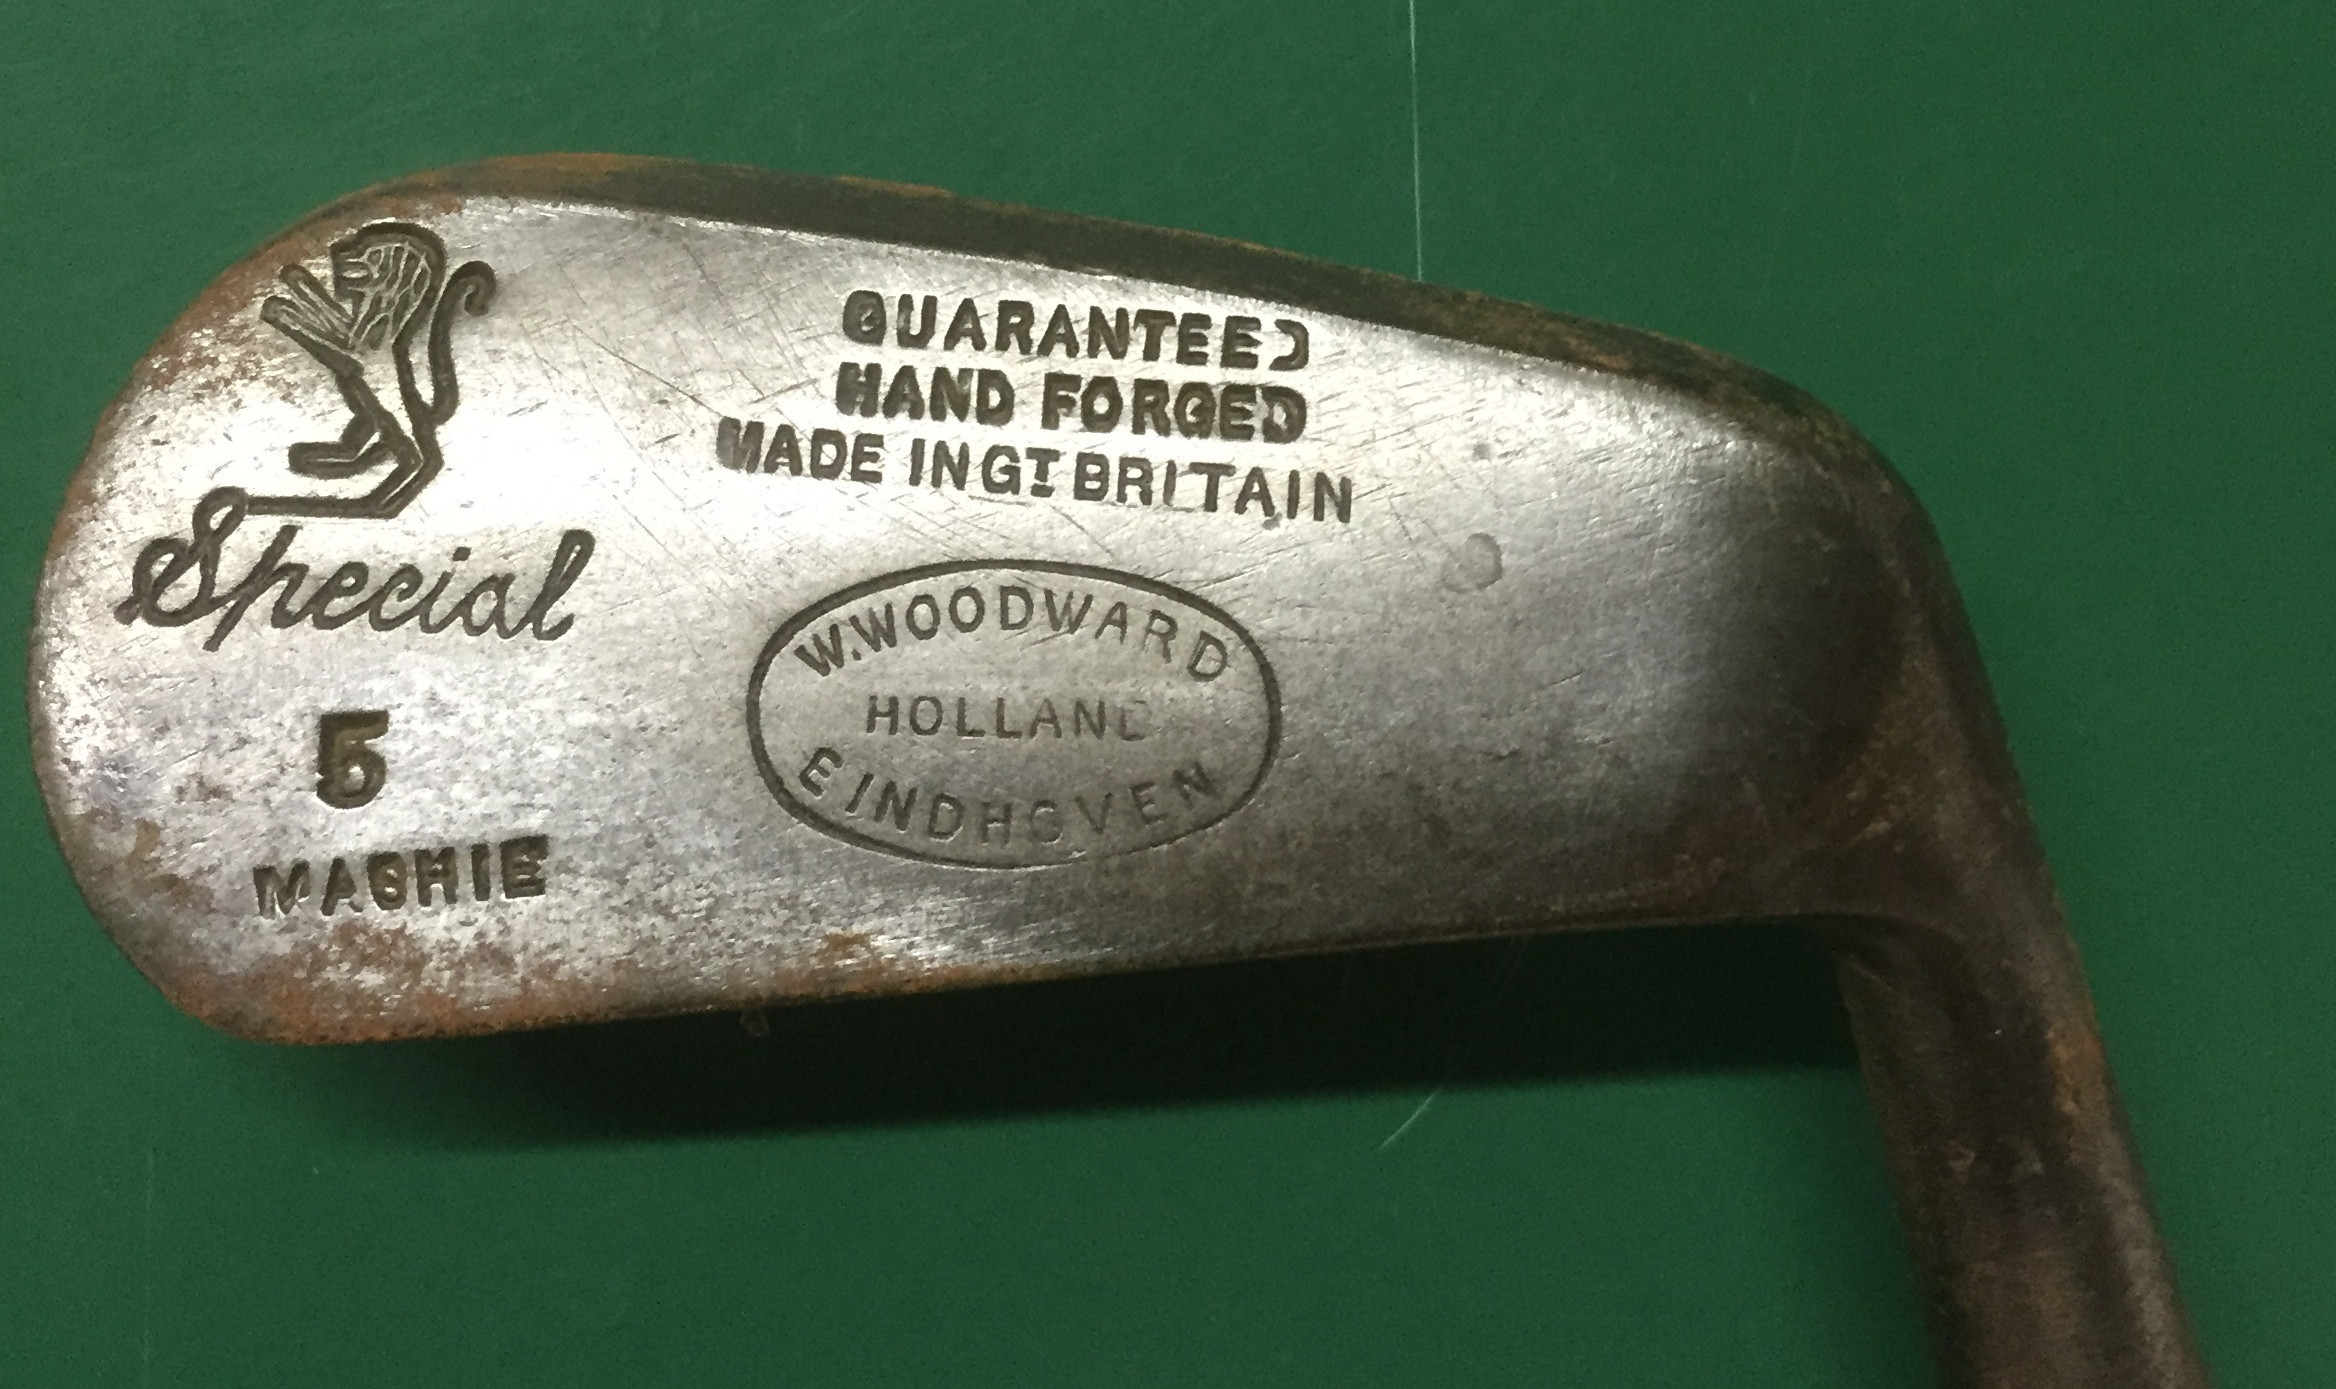 GUARANTEED
HAND FORGED
MADE IN GT BRITAIN
Special
5
MASHIE
W. WOODWARD
HOLLAND
EINDHOVEN